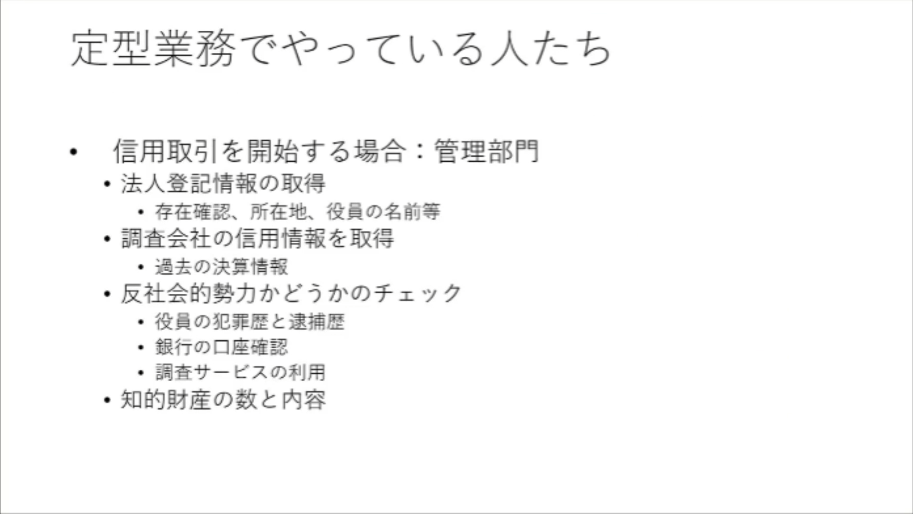 定型業務でやっている人たち
• 信用取引を開始する場合：管理部門
• 法人登記情報の取得
• 存在確認、所在地、役員の名前等
• 調査会社の信用情報を取得
• 過去の決算情報
• 反社会的勢力かどうかのチェック
• 役員の犯罪歴と逮捕歴
• 銀行の口座確認
• 調査サービスの利用
• 知的財産の数と内容